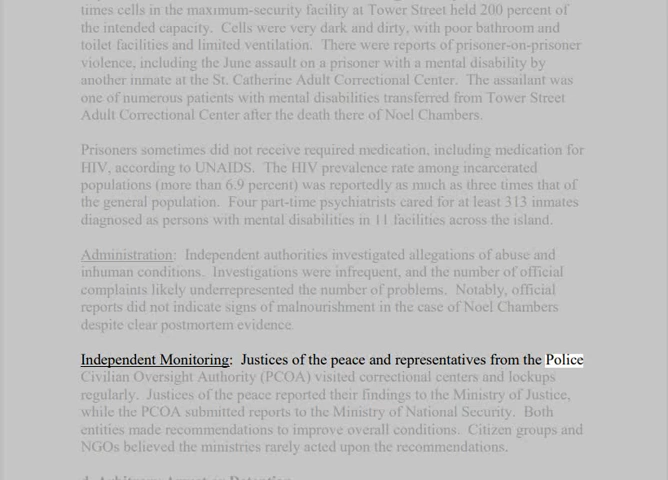 times cells in the maximum-security facility at Tower Street held 200 percent of
the intended capacity.  Cells were very dark and dirty, with poor bathroom and
toilet facilities and limited ventilation.  There were reports of prisoner-on-prisoner
violence, including the June assault on a prisoner with a mental disability by
another inmate at the St. Catherine Adult Correctional Center.  The assailant was
one of numerous patients with mental disabilities transferred from Tower Street
Adult Correctional Center after the death there of Noel Chambers.
Prisoners sometimes did not receive required medication, including medication for
HIV, according to UNAIDS.  The HIV prevalence rate among incarcerated
populations (more than 6.9 percent) was reportedly as much as three times that of
the general population.  Four part-time psychiatrists cared for at least 313 inmates
diagnosed as persons with mental disabilities in 11 facilities across the island.
Administration:  Independent authorities investigated allegations of abuse and
inhuman conditions.  Investigations were infrequent, and the number of official
complaints likely underrepresented the number of problems.  Notably, official
reports did not indicate signs of malnourishment in the case of Noel Chambers
despite clear postmortem evidence.
Independent Monitoring:  Justices of the peace and representatives from the Police
Civilian Oversight Authority (PCOA) visited correctional centers and lockups
regularly.  Justices of the peace reported their findings to the Ministry of Justice,
while the PCOA submitted reports to the Ministry of National Security.  Both
entities made recommendations to improve overall conditions.  Citizen groups and
NGOs believed the ministries rarely acted upon the recommendations.
d. Arbitrary Arrest or Detention